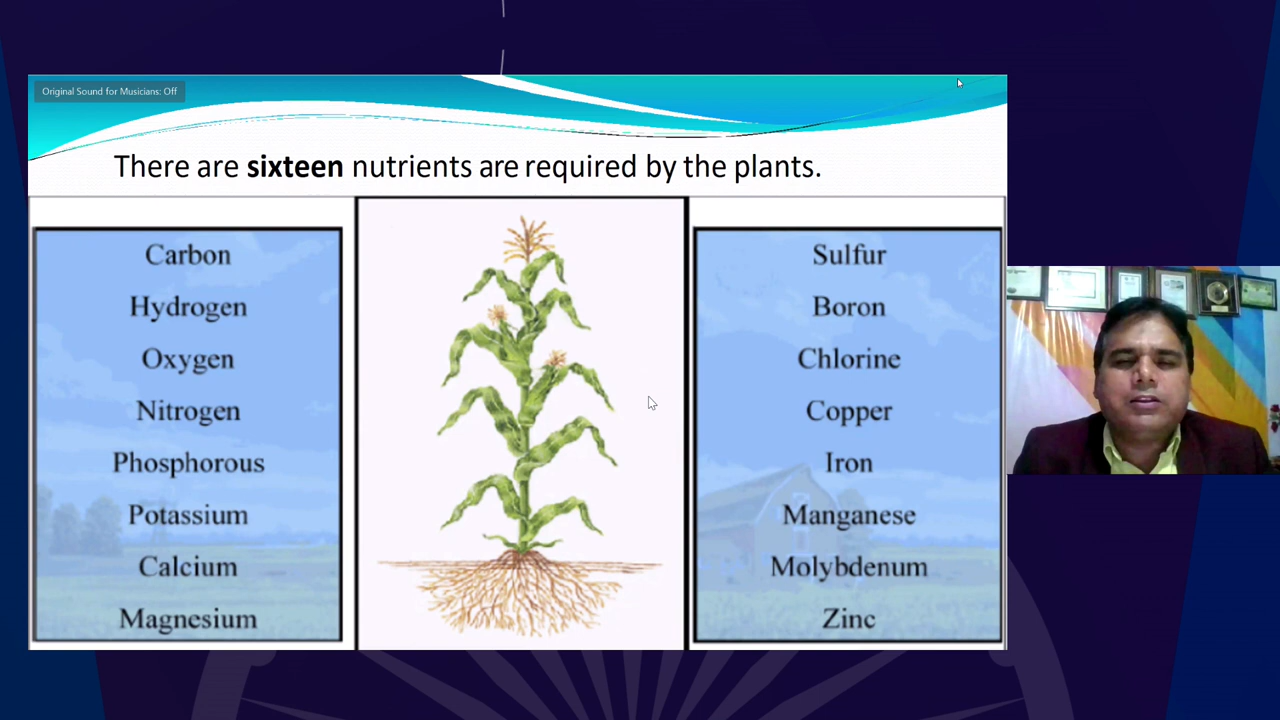 Original Sound for Musicians: Off
There are sixteen nutrients are required by the plants.
Carbon
Hydrogen
Oxygen
Nitrogen
Phosphorous
Potassium
Calcium
Magnesium
Sulfur
Boron
Chlorine
Copper
Iron
Manganese
Molybdenum
Zinc